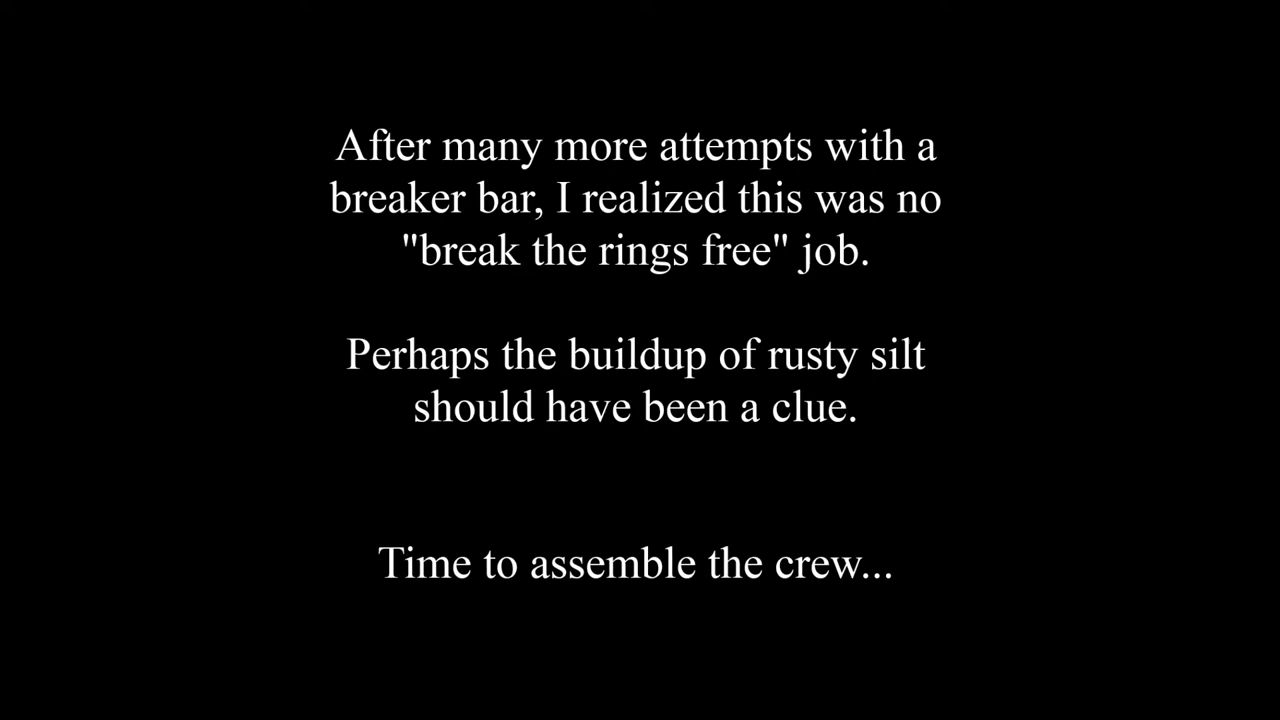 After many more attempts with a
breaker bar, I realized this was no
"break the rings free" job.
Perhaps the buildup of rusty silt
should have been a clue.
Time to assemble the crew...